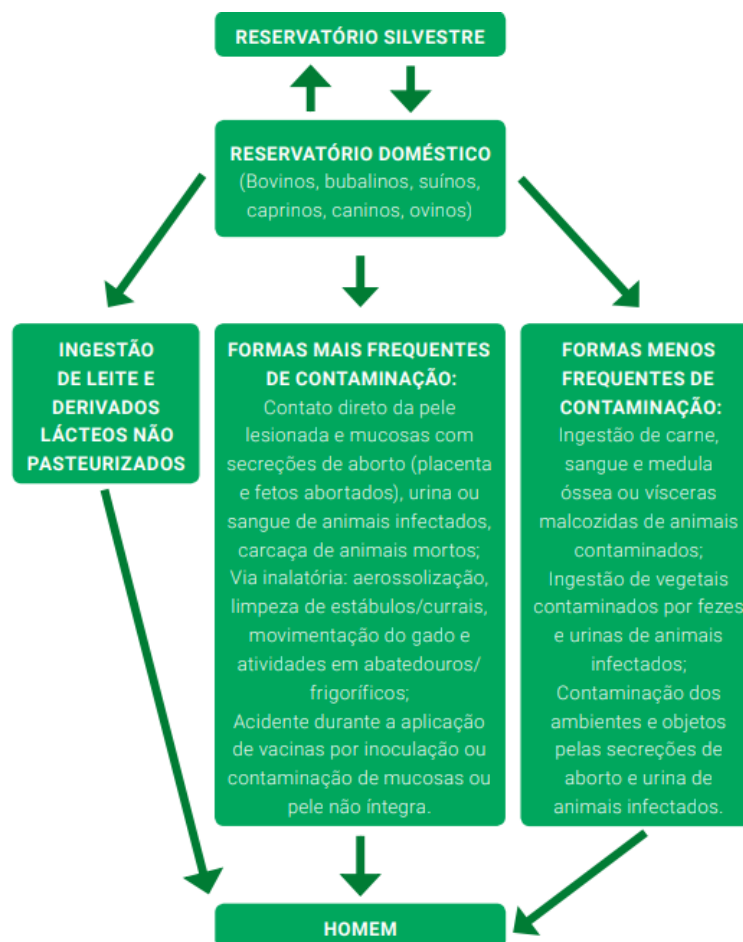 RESERVATÓRIO SILVESTRE
RESERVATÓRIO DOMÉSTICO
(Bovinos, bubalinos, suínos,
caprinos, caninos, ovinos)
INGESTÃO
DE LEITE E
DERIVADOS
LÁCTEOS NÃO
PASTEURIZADOS
FORMAS MAIS FREQUENTES
DE CONTAMINAÇÃO:
Contato direto da pele
lesionada e mucosas com
secreções de aborto (placenta
e fetos abortados), urina ou
sangue de animais infectados,
carcaça de animais mortos;
Via inalatória: aerossolização,
limpeza de estábulos/currais,
movimentação do gado e
atividades em abatedouros/
frigoríficos;
Acidente durante a aplicação
de vacinas por inoculação ou
contaminação de mucosas ou
pele não íntegra.
FORMAS MENOS
FREQUENTES DE
CONTAMINAÇÃO:
Ingestão de carne,
sangue e medula
óssea ou vísceras
malcozidas de animais
contaminados;
Ingestão de vegetais
contaminados por fezes
e urinas de animais
infectados;
Contaminação dos
ambientes e objetos
pelas secreções de
aborto e urina de
animais infectados.
HOMEM